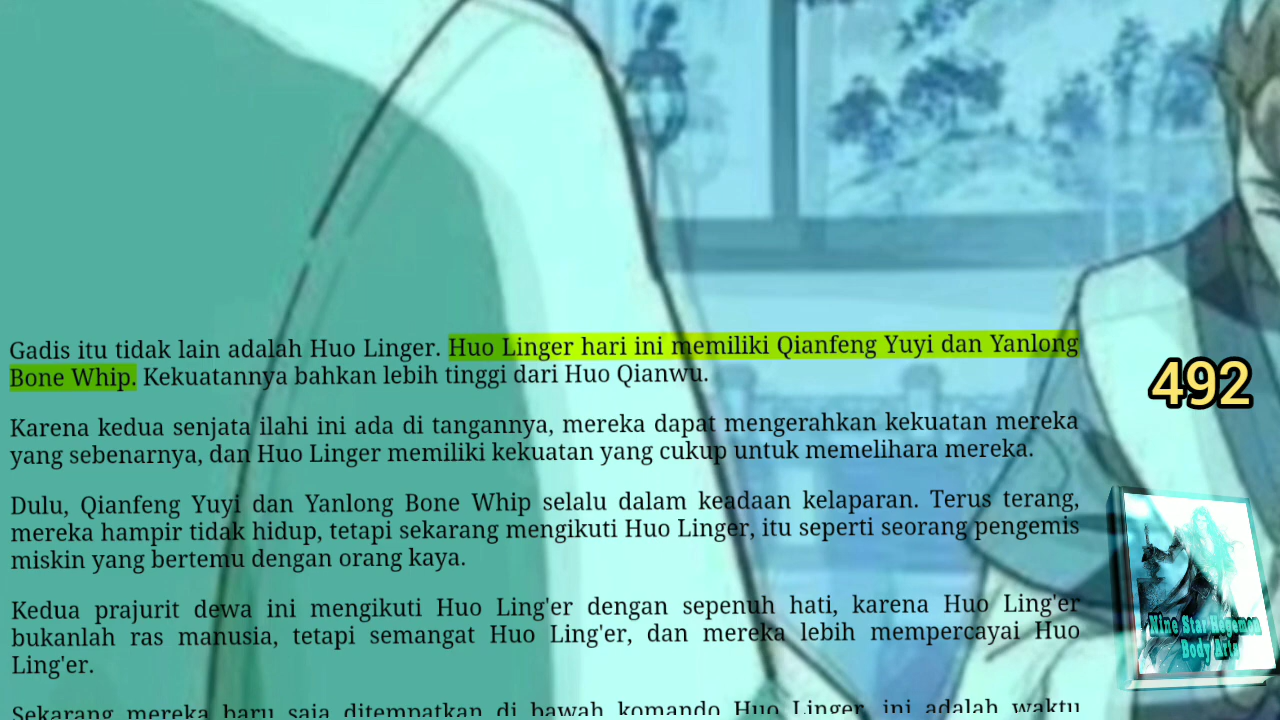 Gadis itu tidak lain adalah Huo Linger. Huo Linger hari ini memiliki Qianfeng Yuyi dan Yanlong
Bone Whip. Kekuatannya bahkan lebih tinggi dari Huo Qianwu.
Karena kedua senjata ilahi ini ada di tangannya, mereka dapat mengerahkan kekuatan mereka
yang sebenarnya, dan Huo Linger memiliki kekuatan yang cukup untuk memelihara mereka.
Dulu, Qianfeng Yuyi dan Yanlong Bone Whip selalu dalam keadaan kelaparan. Terus terang,
mereka hampir tidak hidup, tetapi sekarang mengikuti Huo Linger, itu seperti seorang pengemis
miskin yang bertemu dengan orang kaya.
Kedua prajurit dewa ini mengikuti Huo Ling'er dengan sepenuh hati, karena Huo Ling'er
bukanlah ras manusia, tetapi semangat Huo Ling'er, dan mereka lebih mempercayai Huo
Ling'er.
Sekarang mereka baru saja ditempatkan di bawah komando Huo Linger, ini adalah waktu
492
Nine Star Hegemon
Body Arts